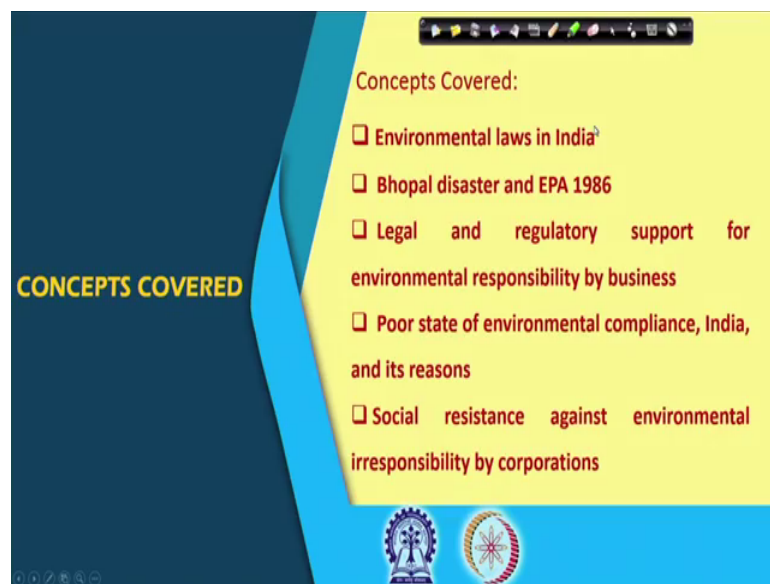 Concepts Covered:
❑ Environmental laws in India
❑ Bhopal disaster and EPA 1986
❑ Legal and regulatory support for
environmental responsibility by business
❑ Poor state of environmental compliance, India,
and its reasons
❑ Social resistance against environmental
irresponsibility by corporations
CONCEPTS COVERED